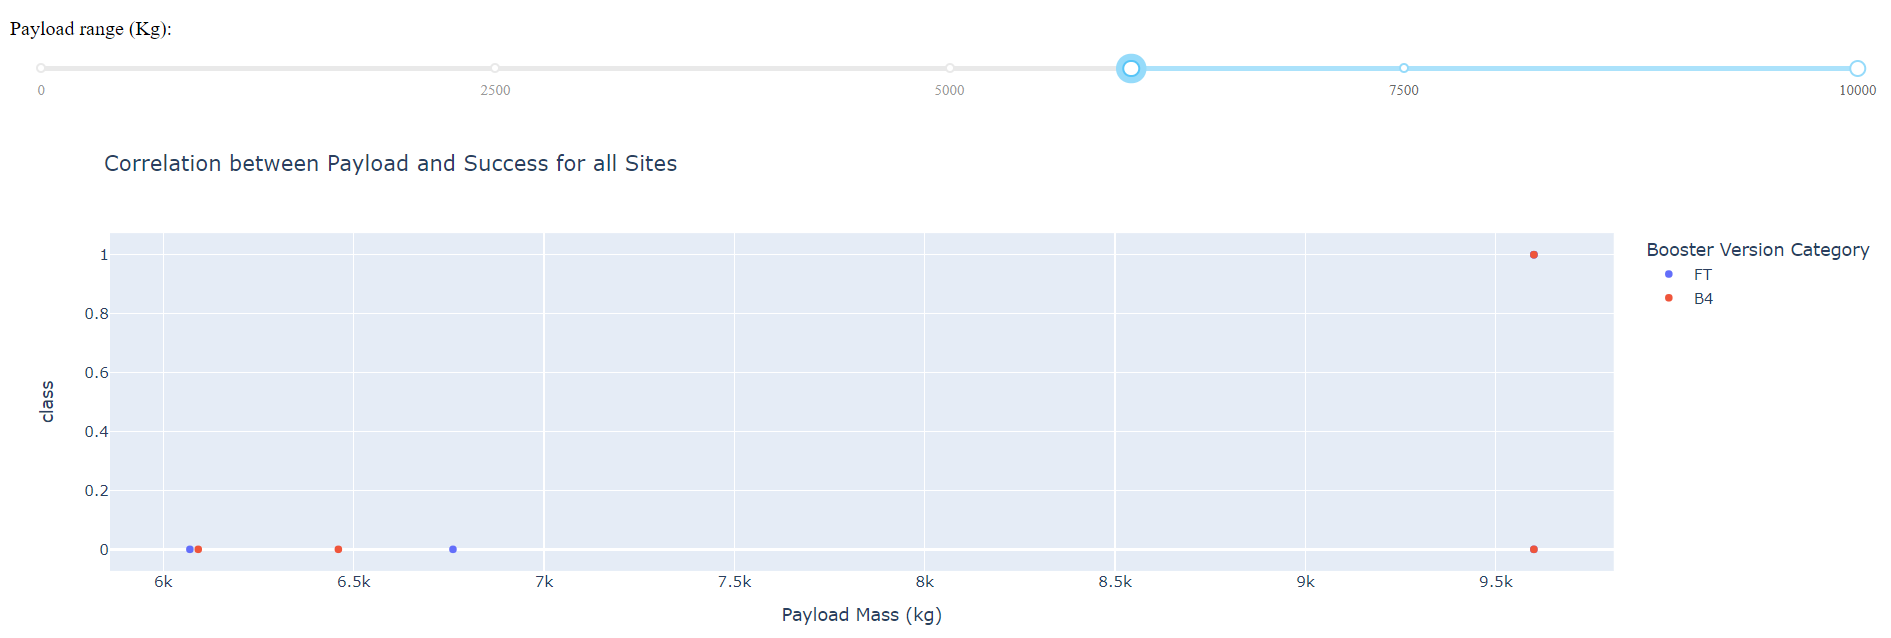 Payload range (Kg):
0 2500 5000 7500 10000
Correlation between Payload and Success for all Sites
Booster Version Category
FT
B4
1
0.8
0.6
0.4
0.2
0
class
6k 6.5k 7k 7.5k 8k 8.5k 9k 9.5k
Payload Mass (kg)